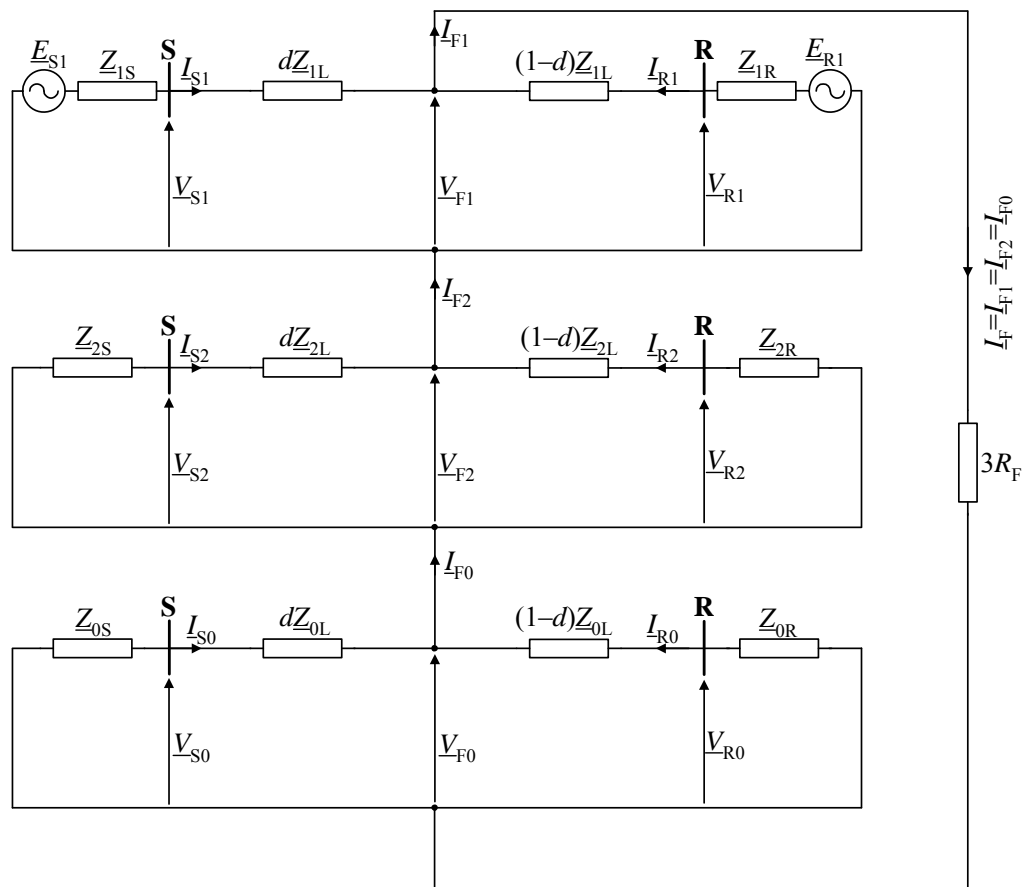 I_F1
E_S1
Z_1S
S
I_S1
dZ_1L
(1–d)Z_1L
I_R1
R
Z_1R
E_R1
V_S1
V_F1
V_R1
I_F=I_F1=I_F2=I_F0
I_F2
Z_2S
S
I_S2
dZ_2L
(1–d)Z_2L
I_R2
R
Z_2R
V_S2
V_F2
V_R2
3R_F
I_F0
Z_0S
S
I_S0
dZ_0L
(1–d)Z_0L
I_R0
R
Z_0R
V_S0
V_F0
V_R0